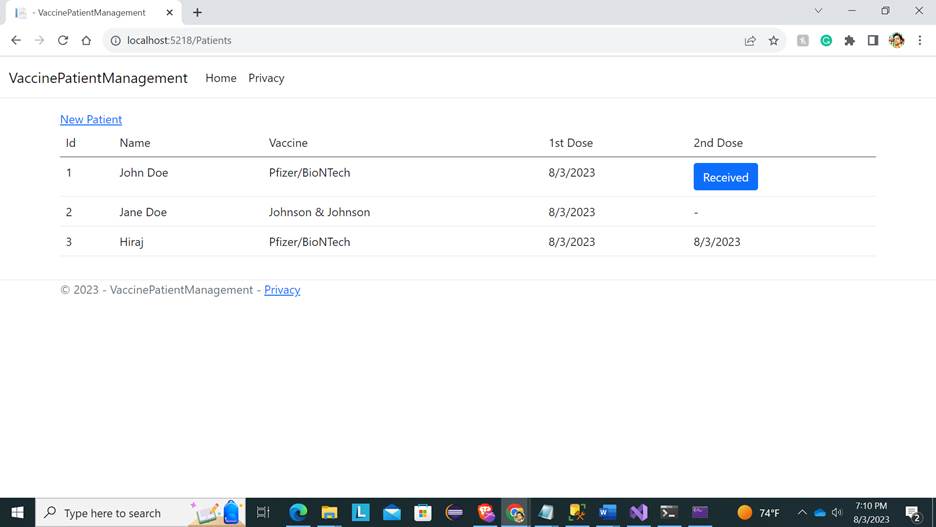 - VaccinePatientManagement
localhost:5218/Patients
VaccinePatientManagement Home Privacy
New Patient
Id Name Vaccine 1st Dose 2nd Dose
1 John Doe Pfizer/BioNTech 8/3/2023 Received
2 Jane Doe Johnson & Johnson 8/3/2023 -
3 Hiraj Pfizer/BioNTech 8/3/2023 8/3/2023
© 2023 - VaccinePatientManagement - Privacy
Type here to search 74°F 7:10 PM
8/3/2023 2